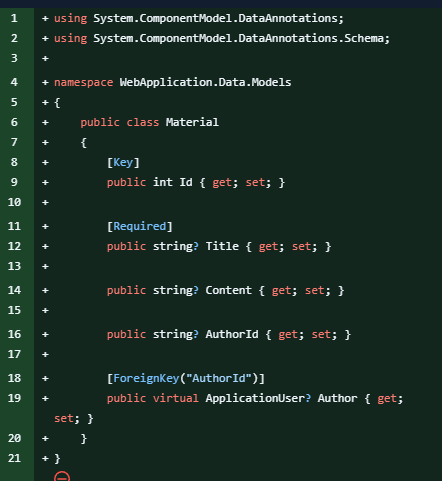 1 + using System.ComponentModel.DataAnnotations;
2 + using System.ComponentModel.DataAnnotations.Schema;
3 +
4 + namespace WebApplication.Data.Models
5 + {
6 + public class Material
7 + {
8 + [Key]
9 + public int Id { get; set; }
10 +
11 + [Required]
12 + public string? Title { get; set; }
13 +
14 + public string? Content { get; set; }
15 +
16 + public string? AuthorId { get; set; }
17 +
18 + [ForeignKey("AuthorId")]
19 + public virtual ApplicationUser? Author { get;
set; }
20 + }
21 + }